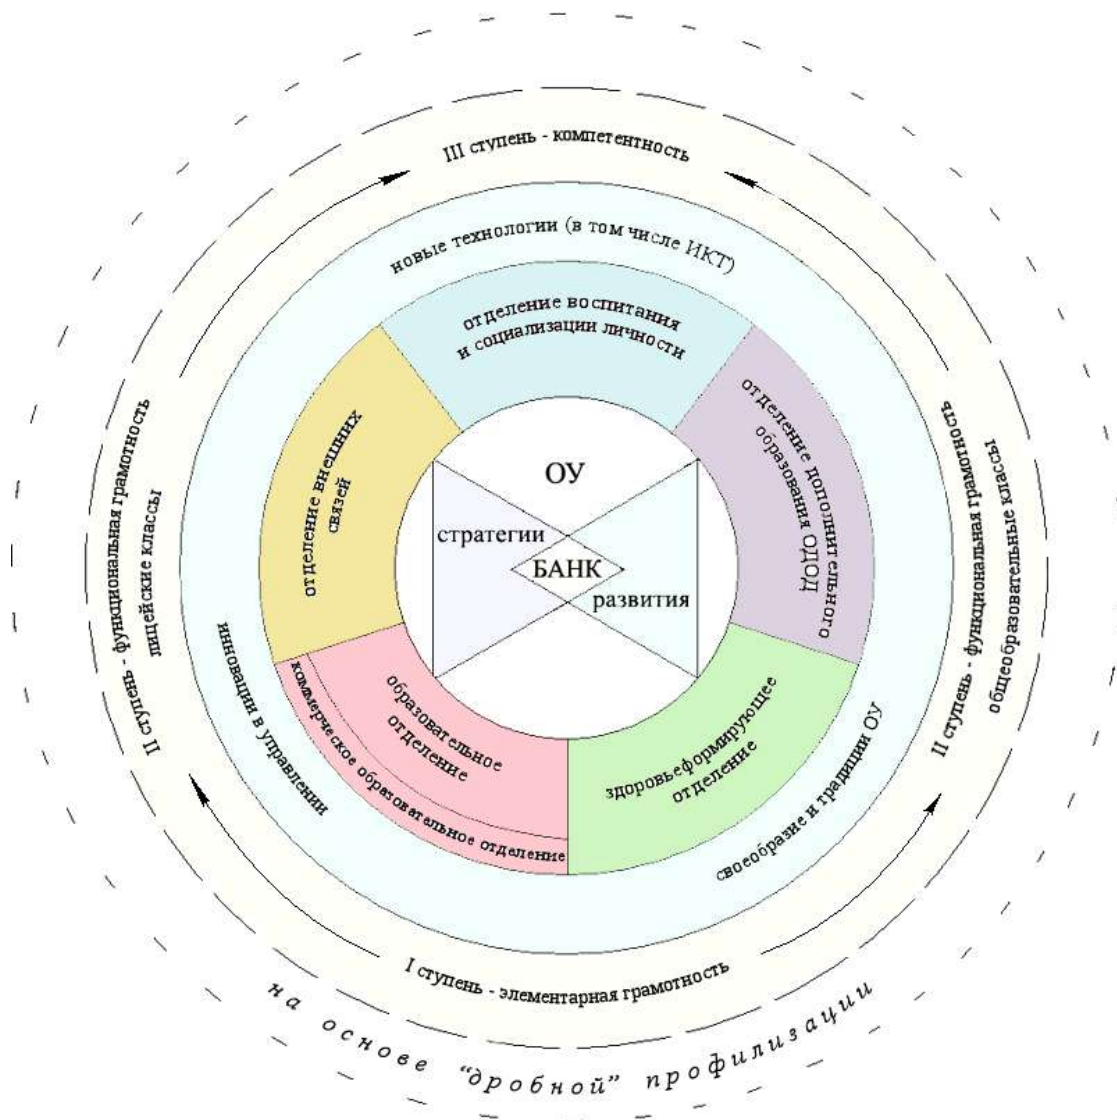 III ступень - компетентность
новые технологии (в том числе ИКТ)
отделение воспитания
и социализации личности
отделение внешних
связей
отделение дополнительного
образования ОДОД
ОУ
стратегии
БАНК
развития
II ступень - функциональная грамотность
лицейские классы
II ступень - функциональная грамотность
общеобразовательные классы
инновации в управлении
образовательное
отделение
коммерческое образовательное отделение
здоровьеформирующее
отделение
своеобразие и традиции ОУ
I ступень - элементарная грамотность
на основе "дробной" профилизации